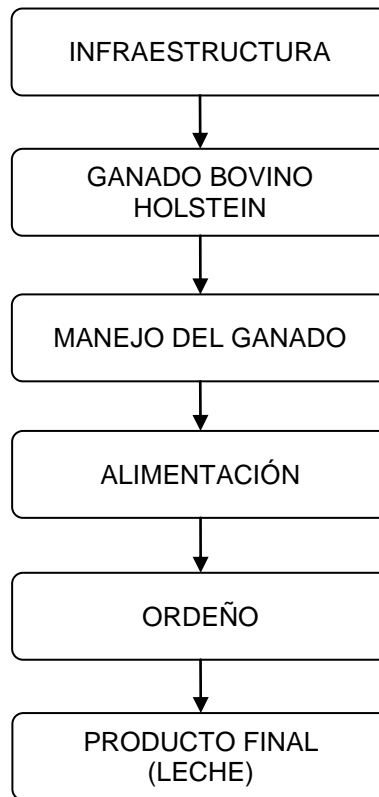 INFRAESTRUCTURA
GANADO BOVINO
HOLSTEIN
MANEJO DEL GANADO
ALIMENTACIÓN
ORDEÑO
PRODUCTO FINAL
(LECHE)